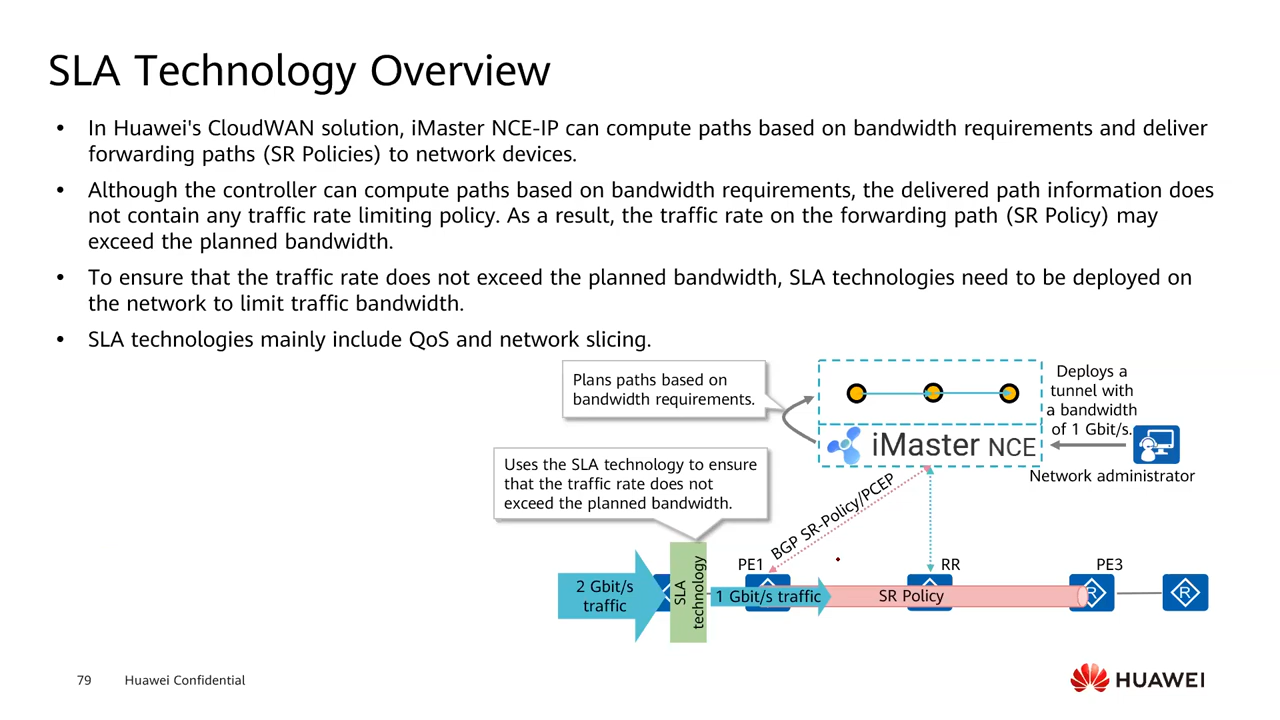 SLA Technology Overview
• In Huawei's CloudWAN solution, iMaster NCE-IP can compute paths based on bandwidth requirements and deliver
forwarding paths (SR Policies) to network devices.
• Although the controller can compute paths based on bandwidth requirements, the delivered path information does
not contain any traffic rate limiting policy. As a result, the traffic rate on the forwarding path (SR Policy) may
exceed the planned bandwidth.
• To ensure that the traffic rate does not exceed the planned bandwidth, SLA technologies need to be deployed on
the network to limit traffic bandwidth.
• SLA technologies mainly include QoS and network slicing.
Plans paths based on
bandwidth requirements.
Deploys a
tunnel with
a bandwidth
of 1 Gbit/s.
iMaster NCE
Network administrator
Uses the SLA technology to ensure
that the traffic rate does not
exceed the planned bandwidth.
BGP SR-Policy/PCEP
PE1
RR
PE3
2 Gbit/s
traffic
SLA
technology
1 Gbit/s traffic
SR Policy
R
R
79
Huawei Confidential
HUAWEI